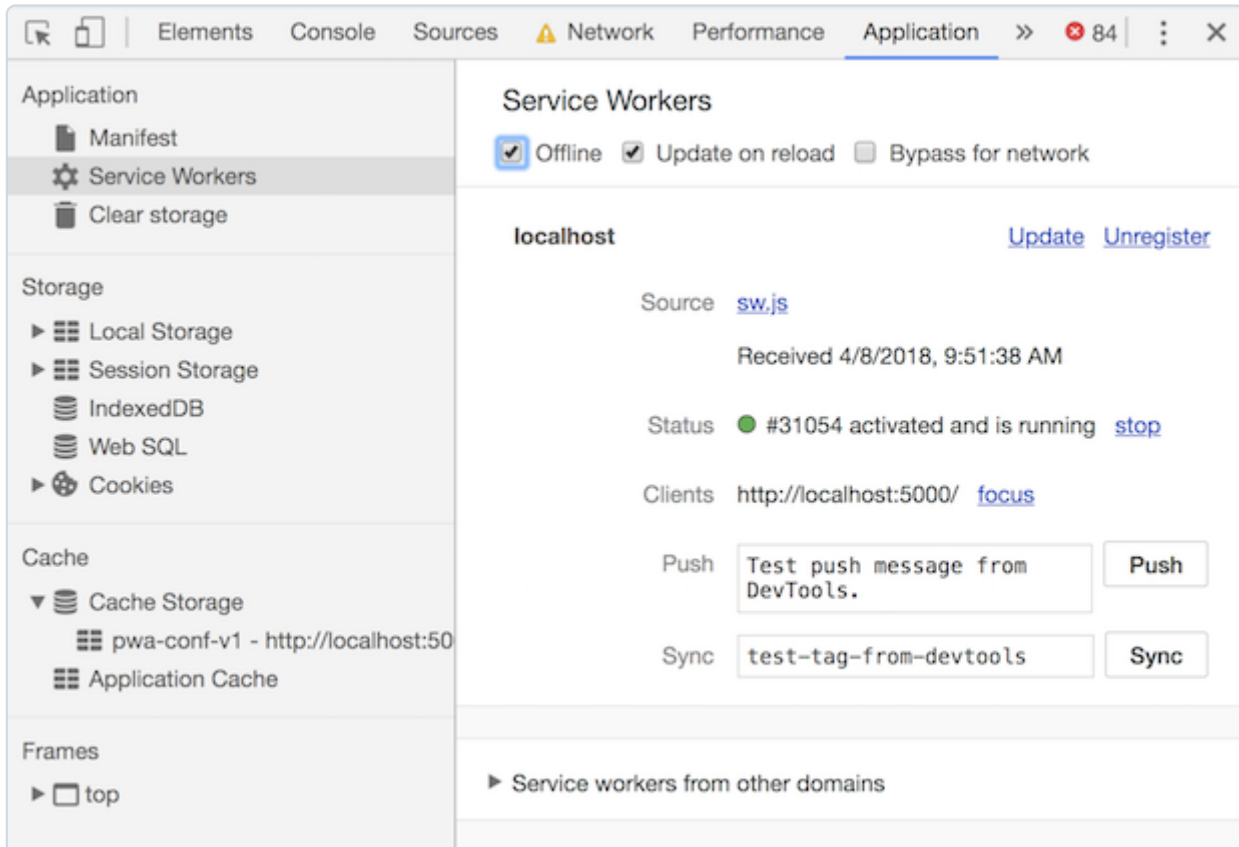 Elements Console Sources Network Performance Application » 84
Application
Manifest
Service Workers
Clear storage
Storage
Local Storage
Session Storage
IndexedDB
Web SQL
Cookies
Cache
Cache Storage
pwa-conf-v1 - http://localhost:50
Application Cache
Frames
top
Service Workers
Offline Update on reload Bypass for network
localhost Update Unregister
Source sw.js
Received 4/8/2018, 9:51:38 AM
Status #31054 activated and is running stop
Clients http://localhost:5000/ focus
Push Test push message from Push
DevTools.
Sync test-tag-from-devtools Sync
Service workers from other domains